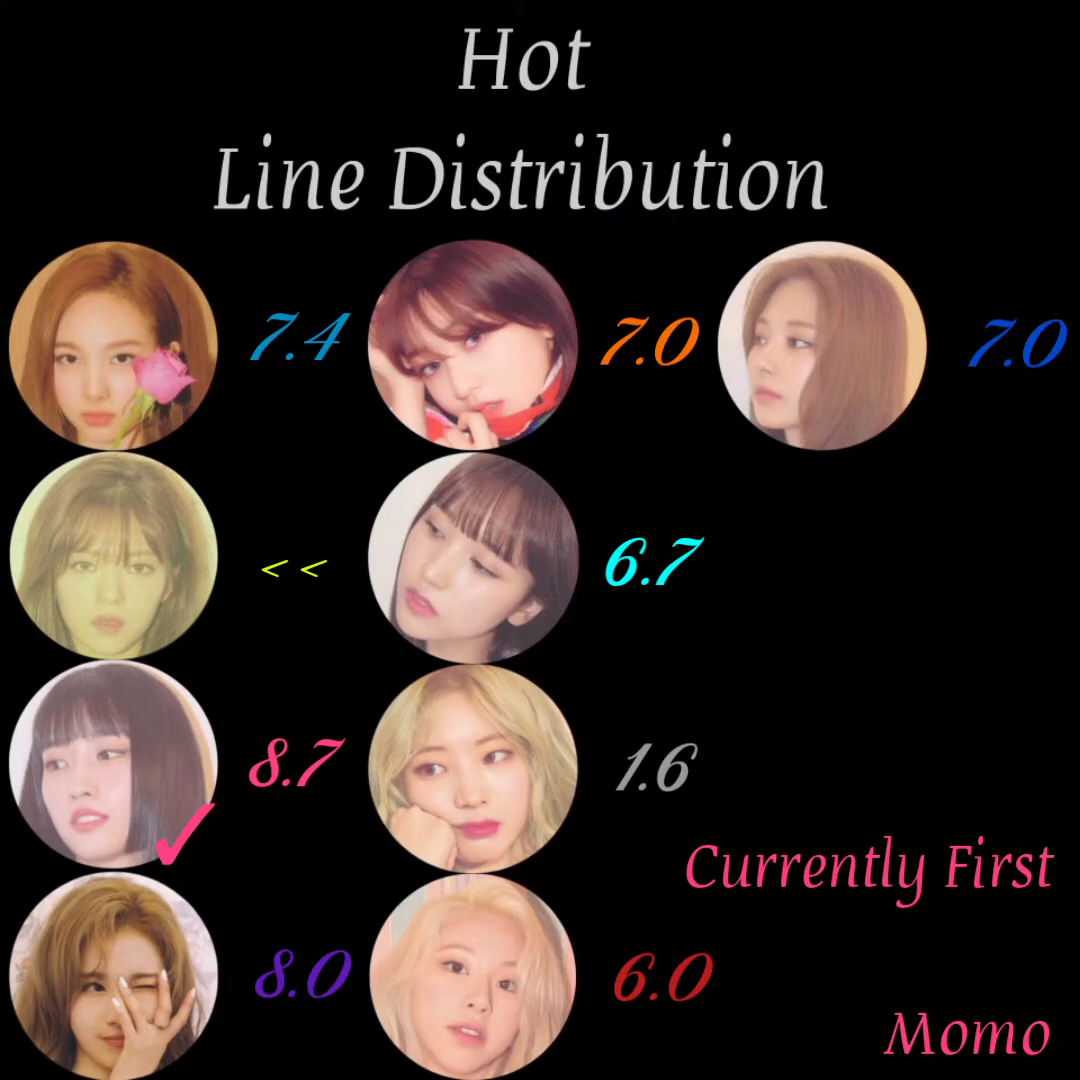 Hot
Line Distribution
7.4
7.0
7.0
<<
6.7
8.7
1.6
Currently First
8.0
6.0
Momo